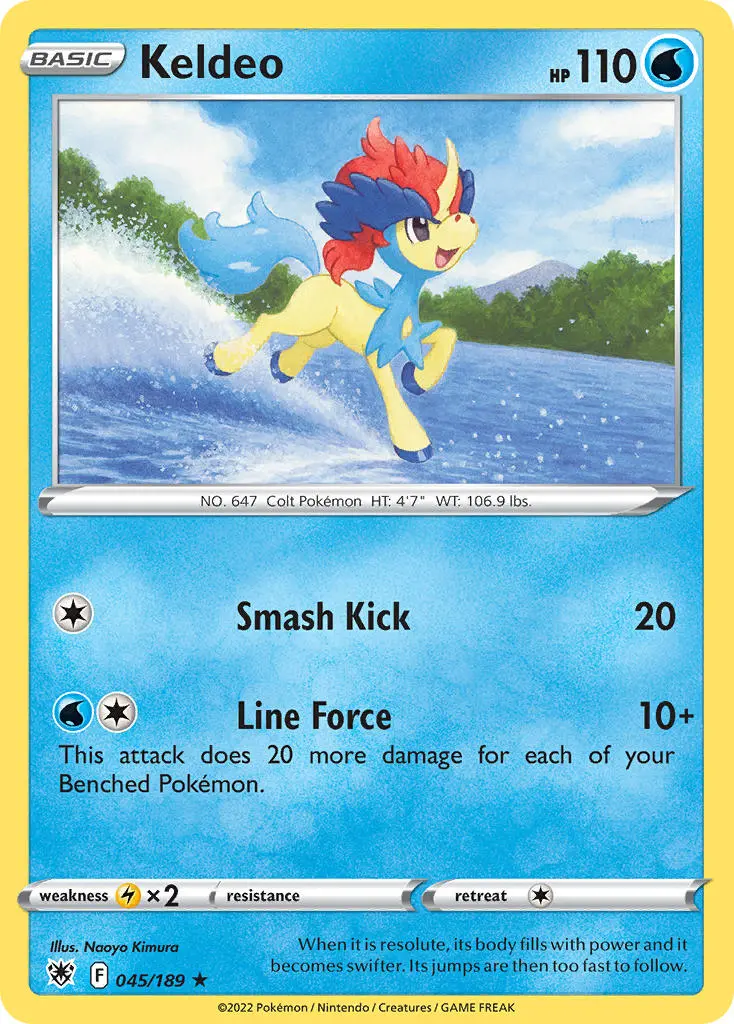 BASIC Keldeo HP 110
NO. 647 Colt Pokémon HT: 4'7" WT: 106.9 lbs.
Smash Kick 20
Line Force 10+
This attack does 20 more damage for each of your
Benched Pokémon.
weakness ×2 resistance retreat
Illus. Naoyo Kimura
When it is resolute, its body fills with power and it
becomes swifter. Its jumps are then too fast to follow.
F 045/189 ★
©2022 Pokémon / Nintendo / Creatures / GAME FREAK